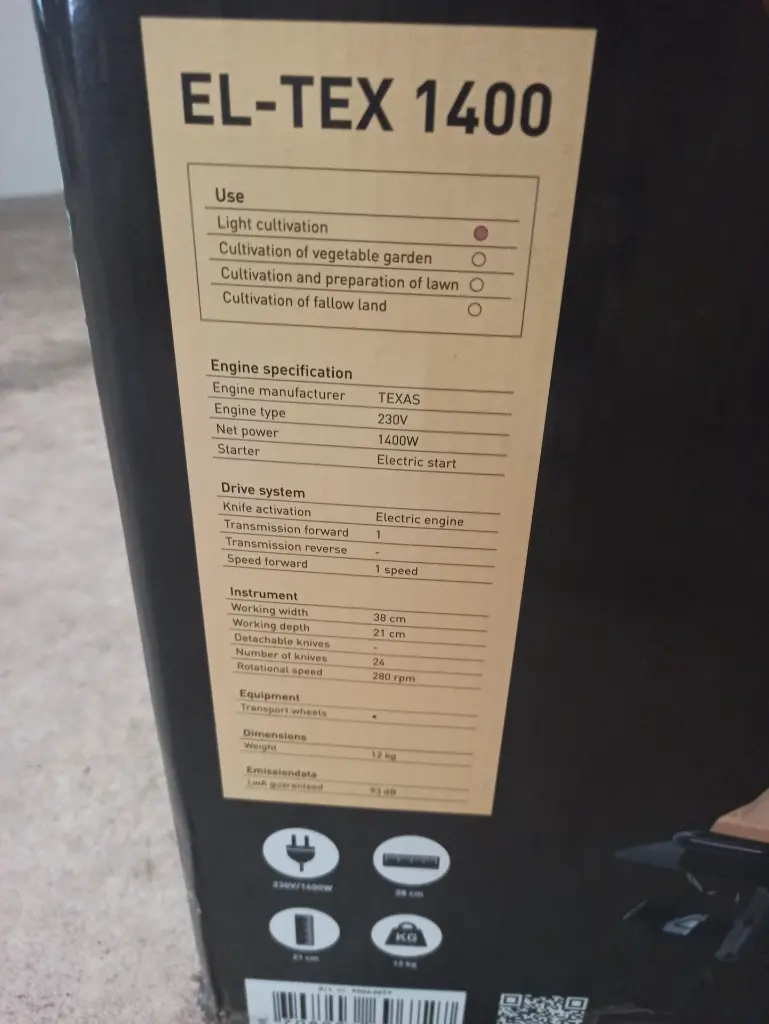 EL-TEX 1400
Use
Light cultivation
Cultivation of vegetable garden
Cultivation and preparation of lawn
Cultivation of fallow land
Engine specification
Engine manufacturer TEXAS
Engine type 230V
Net power 1400W
Starter Electric start
Drive system
Knife activation Electric engine
Transmission forward 1
Transmission reverse -
Speed forward 1 speed
Instrument
Working width 38 cm
Working depth 21 cm
Detachable knives -
Number of knives 24
Rotational speed 280 rpm
Equipment
Transport wheels •
Dimensions
Weight 12 kg
Emissiondata
LwA guaranteed 93 dB
230V/1400W 38 cm
KG
21 cm 12 kg